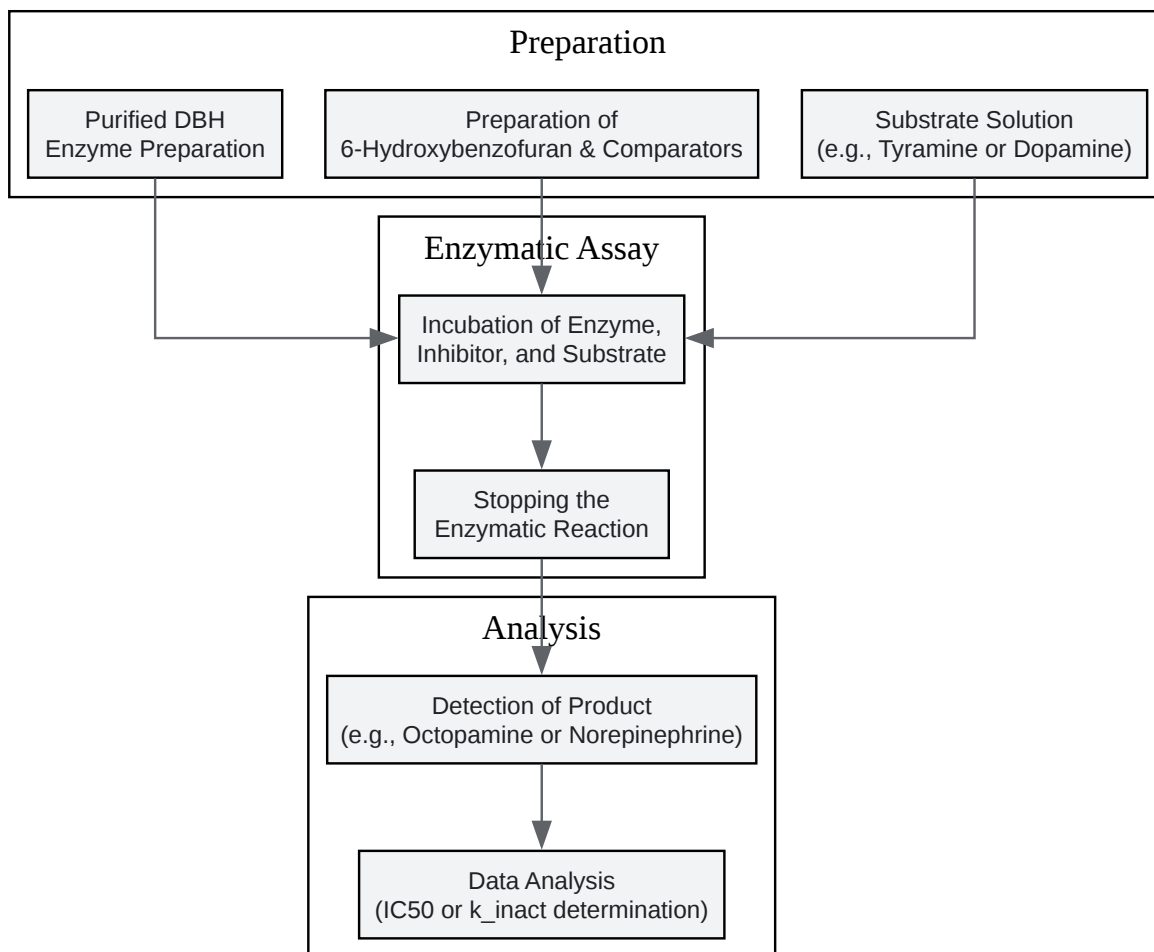 Preparation
Purified DBH
Enzyme Preparation
Preparation of
6-Hydroxybenzofuran & Comparators
Substrate Solution
(e.g., Tyramine or Dopamine)
Enzymatic Assay
Incubation of Enzyme,
Inhibitor, and Substrate
Stopping the
Enzymatic Reaction
Analysis
Detection of Product
(e.g., Octopamine or Norepinephrine)
Data Analysis
(IC50 or k_inact determination)